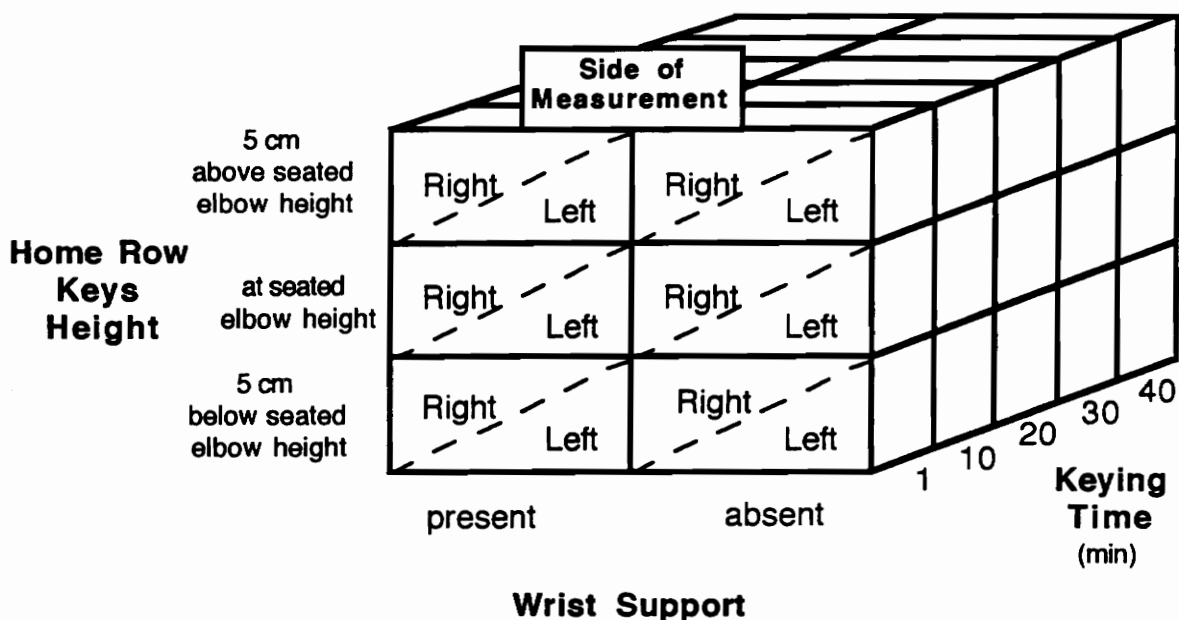 Side of
Measurement
5 cm
above seated
elbow height
Right
Left
Right
Left
Home Row
Keys
Height
at seated
elbow height
Right
Left
Right
Left
5 cm
below seated
elbow height
Right
Left
Right
Left
1
10
20
30
40
Keying
Time
(min)
present
absent
Wrist Support